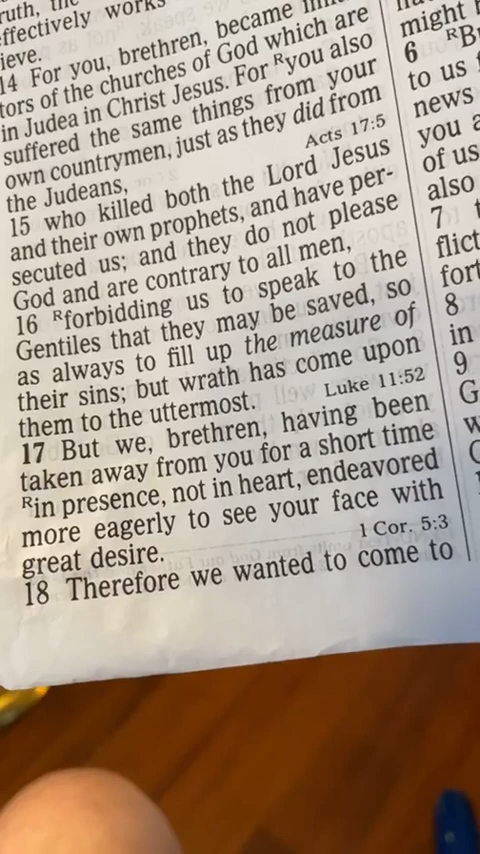 ruth, the
effectively works
ieve.
14 For you, brethren, became
tors of the churches of God which are
in Judea in Christ Jesus. For ᴿyou also
suffered the same things from your
own countrymen, just as they did from
the Judeans,
Acts 17:5
15 who killed both the Lord Jesus
and their own prophets, and have per-
secuted us; and they do not please
God and are contrary to all men,
16 ᴿforbidding us to speak to the
Gentiles that they may be saved, so
as always to fill up the measure of
their sins; but wrath has come upon
them to the uttermost.
Luke 11:52
17 But we, brethren, having been
taken away from you for a short time
ᴿin presence, not in heart, endeavored
more eagerly to see your face with
great desire.
1 Cor. 5:3
18 Therefore we wanted to come to
might
6 ᴿB
to us
news
you a
of us
also
7 t
flict
fort
8
in
9
G